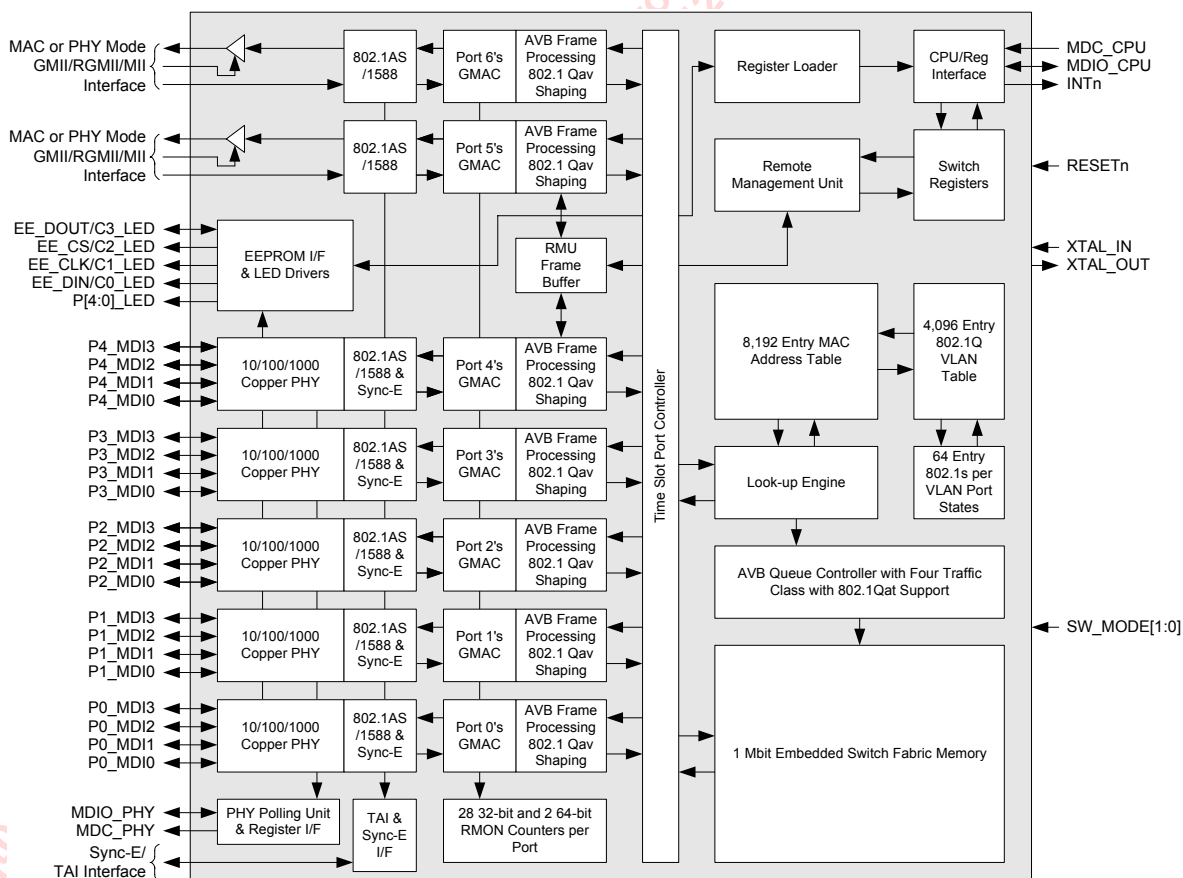 MAC or PHY Mode
GMII/RGMII/MII
Interface
802.1AS
/1588
Port 6's
GMAC
AVB Frame
Processing
802.1 Qav
Shaping
Register Loader
CPU/Reg
Interface
MDC_CPU
MDIO_CPU
INTn
MAC or PHY Mode
GMII/RGMII/MII
Interface
802.1AS
/1588
Port 5's
GMAC
AVB Frame
Processing
802.1 Qav
Shaping
Remote
Management Unit
Switch
Registers
RESETn
EE_DOUT/C3_LED
EE_CS/C2_LED
EE_CLK/C1_LED
EE_DIN/C0_LED
P[4:0]_LED
EEPROM I/F
& LED Drivers
RMU
Frame
Buffer
XTAL_IN
XTAL_OUT
P4_MDI3
P4_MDI2
P4_MDI1
P4_MDI0
10/100/1000
Copper PHY
802.1AS
/1588 &
Sync-E
Port 4's
GMAC
AVB Frame
Processing
802.1 Qav
Shaping
Time Slot Port Controller
8,192 Entry MAC
Address Table
4,096 Entry
802.1Q
VLAN
Table
P3_MDI3
P3_MDI2
P3_MDI1
P3_MDI0
10/100/1000
Copper PHY
802.1AS
/1588 &
Sync-E
Port 3's
GMAC
AVB Frame
Processing
802.1 Qav
Shaping
Look-up Engine
64 Entry
802.1s per
VLAN Port
States
P2_MDI3
P2_MDI2
P2_MDI1
P2_MDI0
10/100/1000
Copper PHY
802.1AS
/1588 &
Sync-E
Port 2's
GMAC
AVB Frame
Processing
802.1 Qav
Shaping
AVB Queue Controller with Four Traffic
Class with 802.1Qat Support
P1_MDI3
P1_MDI2
P1_MDI1
P1_MDI0
10/100/1000
Copper PHY
802.1AS
/1588 &
Sync-E
Port 1's
GMAC
AVB Frame
Processing
802.1 Qav
Shaping
SW_MODE[1:0]
P0_MDI3
P0_MDI2
P0_MDI1
P0_MDI0
10/100/1000
Copper PHY
802.1AS
/1588 &
Sync-E
Port 0's
GMAC
AVB Frame
Processing
802.1 Qav
Shaping
1 Mbit Embedded Switch Fabric Memory
MDIO_PHY
MDC_PHY
Sync-E/
TAI Interface
PHY Polling Unit
& Register I/F
TAI &
Sync-E
I/F
28 32-bit and 2 64-bit
RMON Counters per
Port